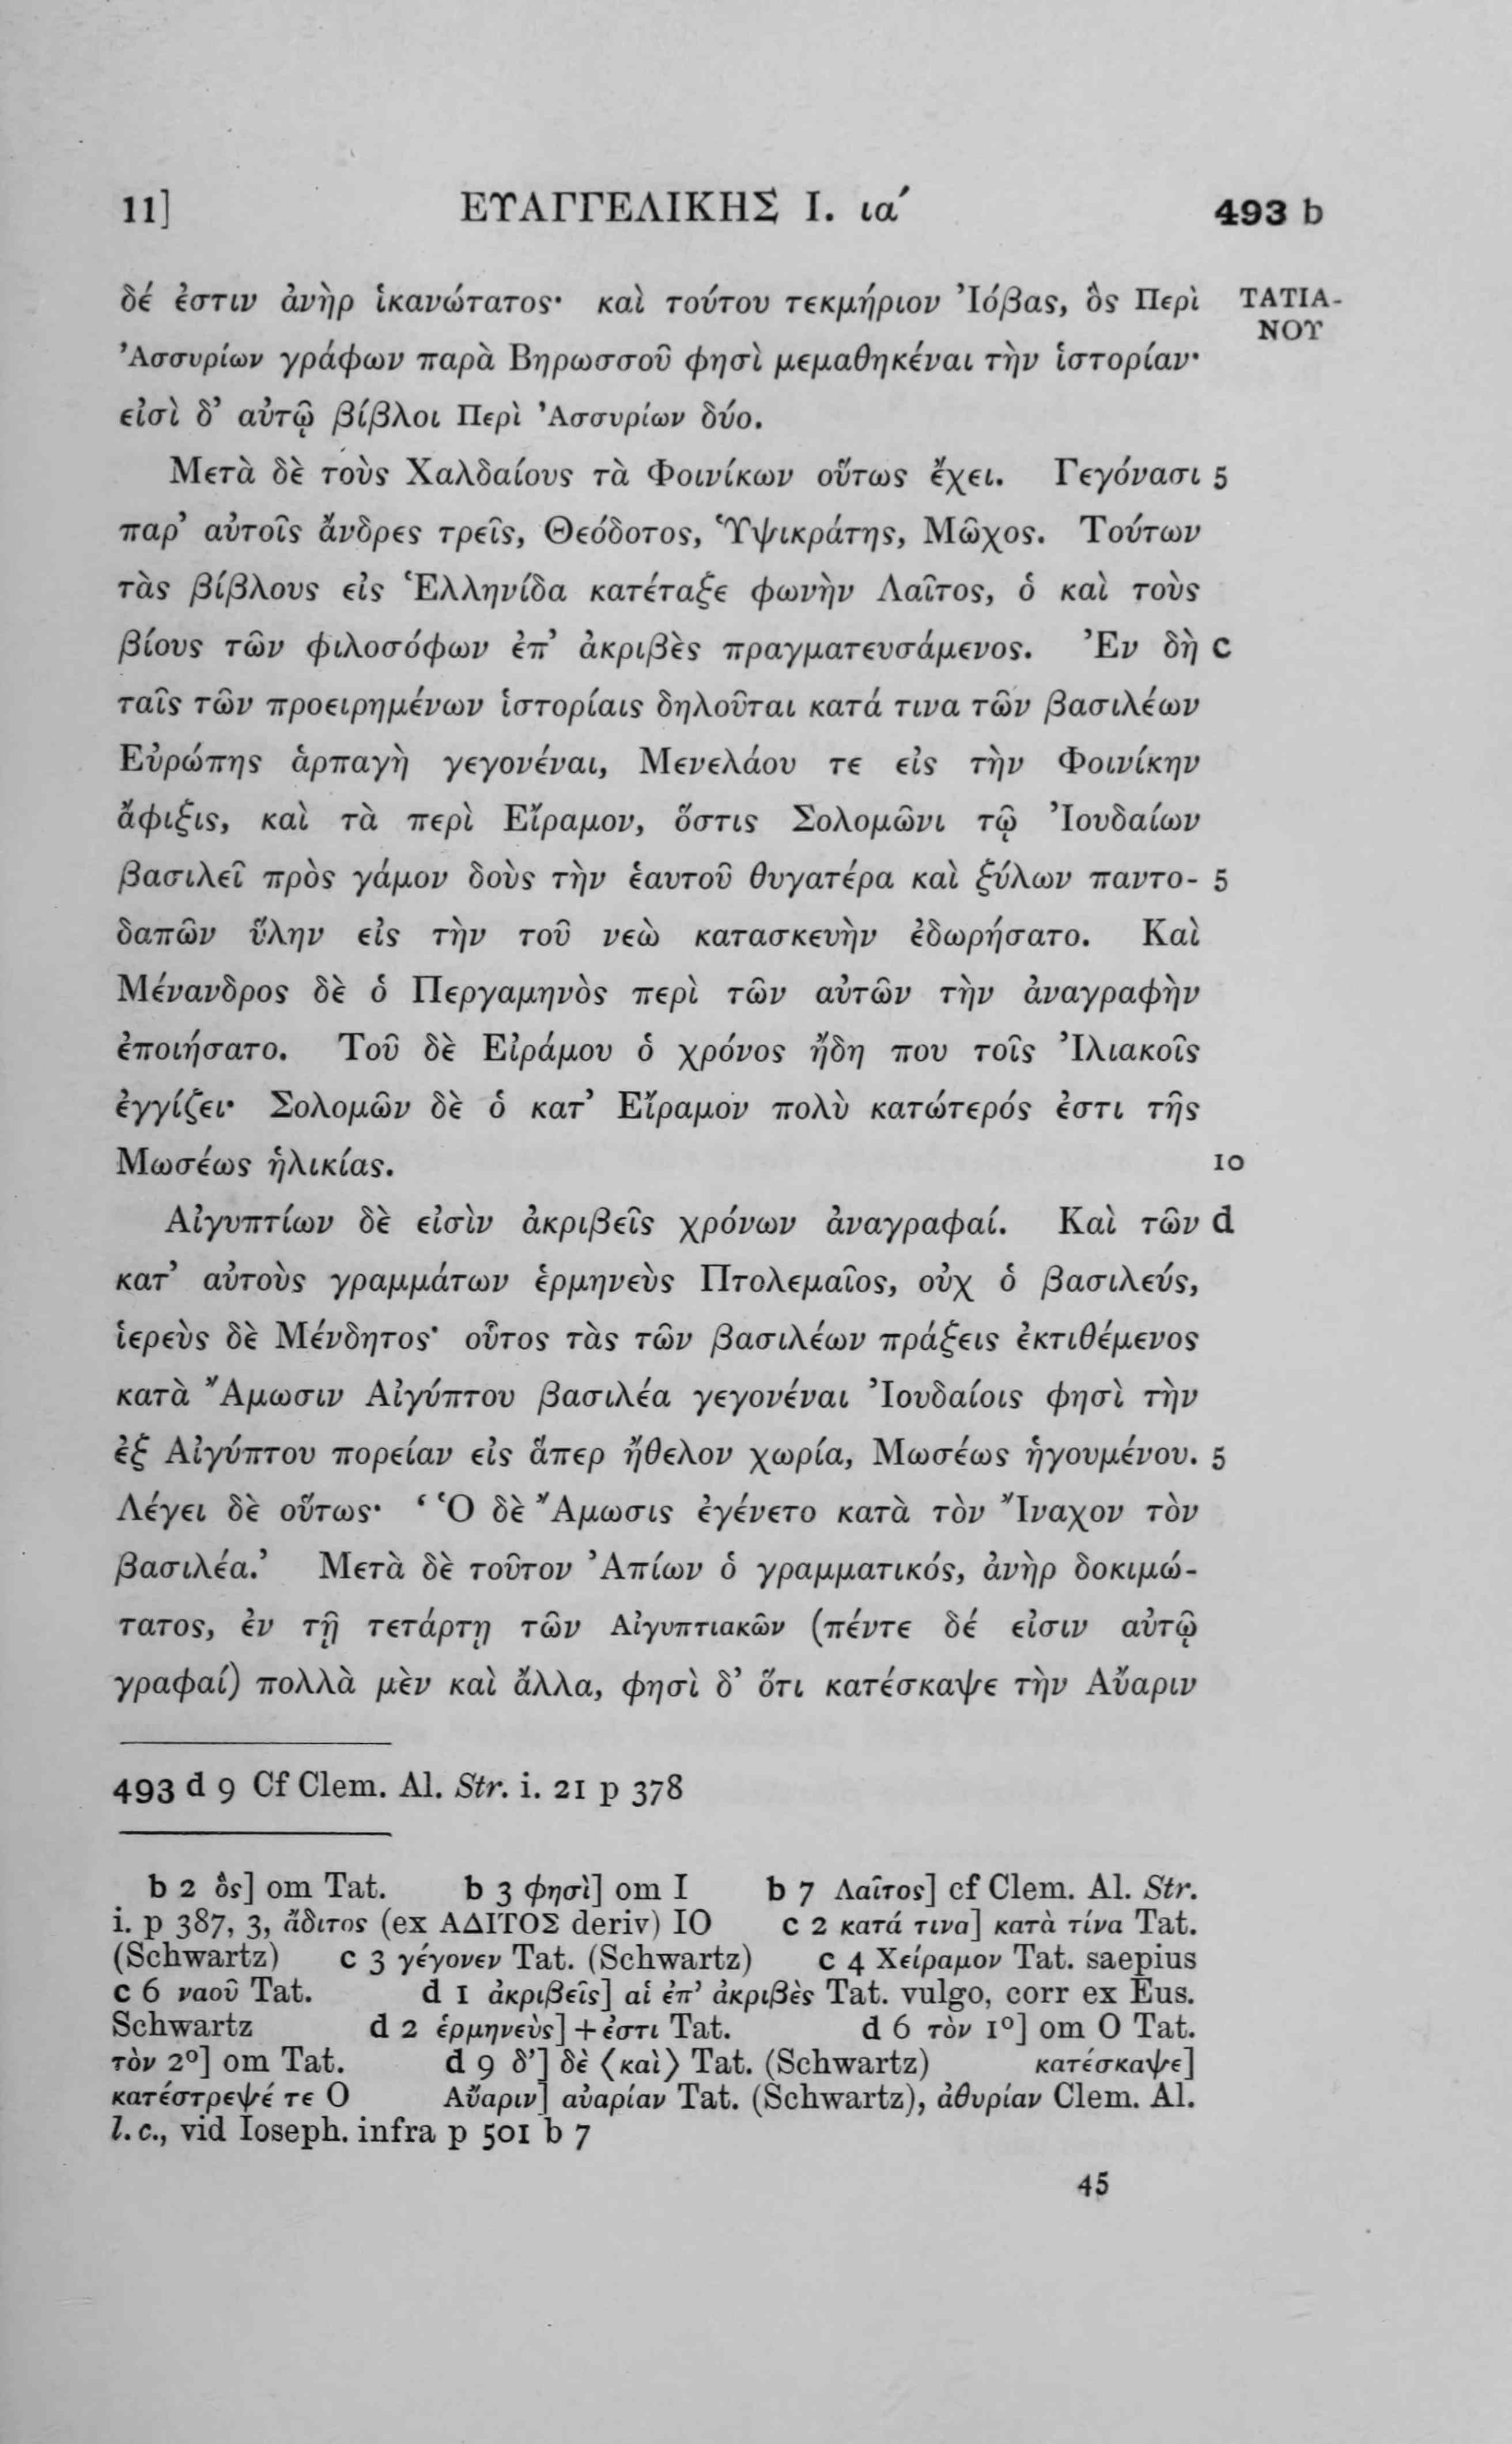 11] ΕΥΑΓΓΕΛΙΚΗΣ Ι. ια´ 493 b
δέ ἐστιν ἀνὴρ ἱκανώτατος· καὶ τούτου τεκμήριον Ἰόβας, ὃς Περὶ ΤΑΤΙΑ-
ΝΟΥ
Ἀσσυρίων γράφων παρὰ Βηρωσσοῦ φησὶ μεμαθηκέναι τὴν ἱστορίαν·
εἰσὶ δ’ αὐτῷ βίβλοι Περὶ Ἀσσυρίων δύο.
Μετὰ δὲ τοὺς Χαλδαίους τὰ Φοινίκων οὕτως ἔχει. Γεγόνασι 5
παρ’ αὐτοῖς ἄνδρες τρεῖς, Θεόδοτος, Ὑψικράτης, Μῶχος. Τούτων
τὰς βίβλους εἰς Ἑλληνίδα κατέταξε φωνὴν Λαῖτος, ὁ καὶ τοὺς
βίους τῶν φιλοσόφων ἐπ’ ἀκριβὲς πραγματευσάμενος. Ἐν δὴ c
ταῖς τῶν προειρημένων ἱστορίαις δηλοῦται κατά τινα τῶν βασιλέων
Εὐρώπης ἁρπαγὴ γεγονέναι, Μενελάου τε εἰς τὴν Φοινίκην
ἄφιξις, καὶ τὰ περὶ Εἴραμον, ὅστις Σολομῶνι τῷ Ἰουδαίων
βασιλεῖ πρὸς γάμον δοὺς τὴν ἑαυτοῦ θυγατέρα καὶ ξύλων παντο- 5
δαπῶν ὕλην εἰς τὴν τοῦ νεὼ κατασκευὴν ἐδωρήσατο. Καὶ
Μένανδρος δὲ ὁ Περγαμηνὸς περὶ τῶν αὐτῶν τὴν ἀναγραφὴν
ἐποιήσατο. Τοῦ δὲ Εἰράμου ὁ χρόνος ἤδη που τοῖς Ἰλιακοῖς
ἐγγίζει· Σολομῶν δὲ ὁ κατ’ Εἴραμον πολὺ κατώτερός ἐστι τῆς
Μωσέως ἡλικίας. 10
Αἰγυπτίων δὲ εἰσὶν ἀκριβεῖς χρόνων ἀναγραφαί. Καὶ τῶν d
κατ’ αὐτοὺς γραμμάτων ἑρμηνεὺς Πτολεμαῖος, οὐχ ὁ βασιλεύς,
ἱερεὺς δὲ Μένδητος· οὗτος τὰς τῶν βασιλέων πράξεις ἐκτιθέμενος
κατὰ Ἄμωσιν Αἰγύπτου βασιλέα γεγονέναι Ἰουδαίοις φησὶ τὴν
ἐξ Αἰγύπτου πορείαν εἰς ἅπερ ἤθελον χωρία, Μωσέως ἡγουμένου. 5
Λέγει δὲ οὕτως· ‘Ὁ δὲ Ἄμωσις ἐγένετο κατὰ τὸν Ἴναχον τὸν
βασιλέα.’ Μετὰ δὲ τοῦτον Ἀπίων ὁ γραμματικός, ἀνὴρ δοκιμώ-
τατος, ἐν τῇ τετάρτῃ τῶν Αἰγυπτιακῶν (πέντε δέ εἰσιν αὐτῷ
γραφαί) πολλὰ μὲν καὶ ἄλλα, φησὶ δ’ ὅτι κατέσκαψε τὴν Αὔαριν
493 d 9 Cf Clem. Al. Str. i. 21 p 378
b 2 ὃς] om Tat. b 3 φησὶ] om I b 7 Λαῖτος] cf Clem. Al. Str.
i. p 387, 3, ἄδιτος (ex ΑΔΙΤΟΣ deriv) IO c 2 κατά τινα] κατὰ τίνα Tat.
(Schwartz) c 3 γέγονεν Tat. (Schwartz) c 4 Χείραμον Tat. saepius
c 6 ναοῦ Tat. d 1 ἀκριβεῖς] αἱ ἐπ’ ἀκριβὲς Tat. vulgo, corr ex Eus.
Schwartz d 2 ἑρμηνεὺς] + ἐστι Tat. d 6 τὸν 1º] om O Tat.
τὸν 2º] om Tat. d 9 δ’] δὲ ⟨καὶ⟩ Tat. (Schwartz) κατέσκαψε]
κατέστρεψέ τε O Αὔαριν] αὐαρίαν Tat. (Schwartz), ἀθυρίαν Clem. Al.
l. c., vid Ioseph. infra p 501 b 7
45